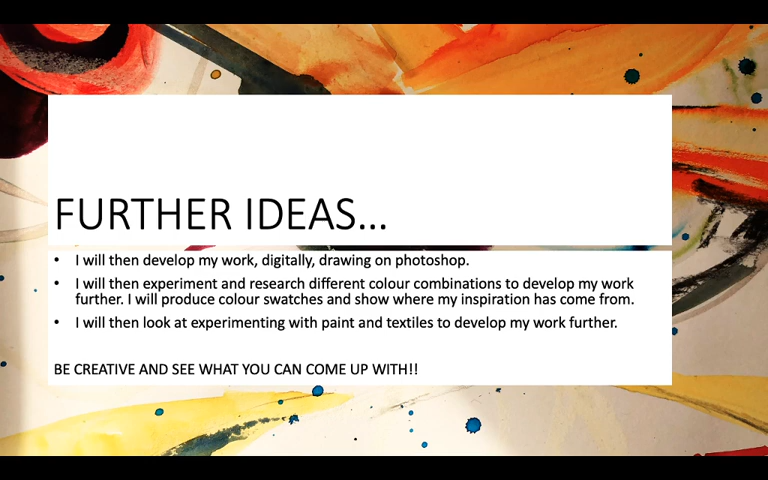 FURTHER IDEAS...
• I will then develop my work, digitally, drawing on photoshop.
• I will then experiment and research different colour combinations to develop my work
further. I will produce colour swatches and show where my inspiration has come from.
• I will then look at experimenting with paint and textiles to develop my work further.
BE CREATIVE AND SEE WHAT YOU CAN COME UP WITH!!